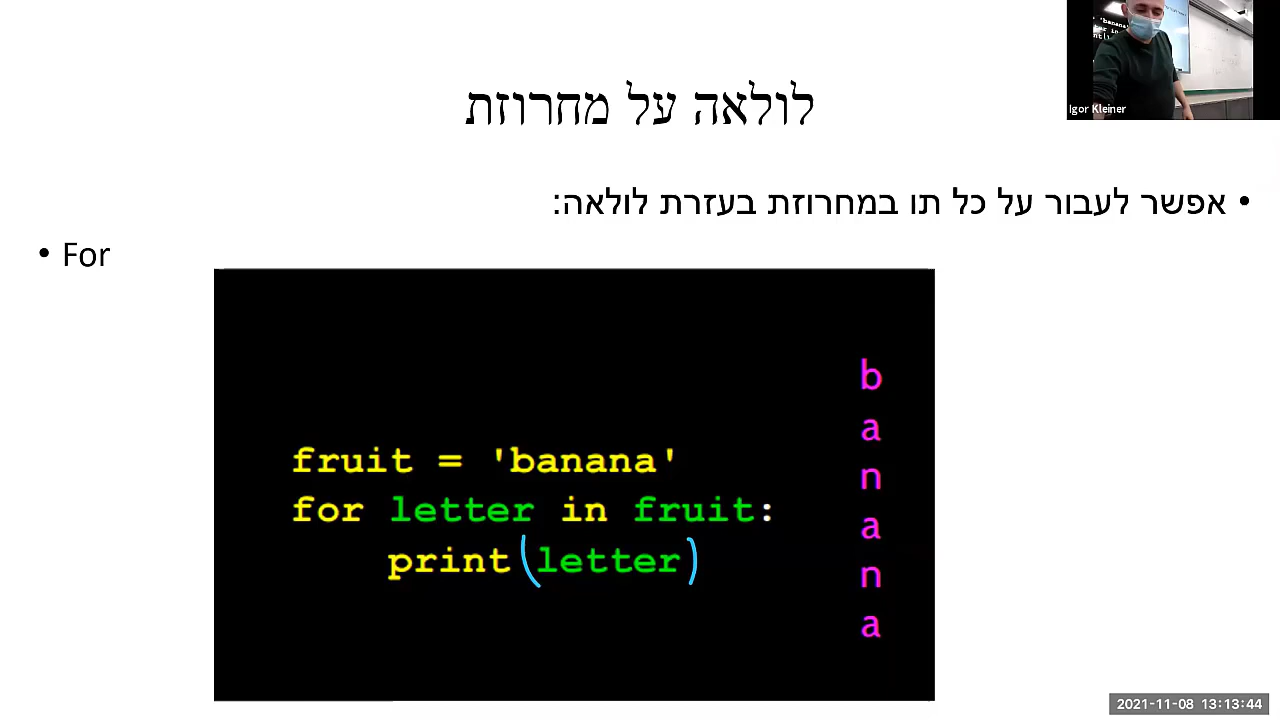 לולאה על מחרוזת
• אפשר לעבור על כל תו במחרוזת בעזרת לולאה:
• For
fruit = 'banana'
for letter in fruit:
print(letter)
b
a
n
a
n
a
Igor Kleiner
2021-11-08 13:13:44